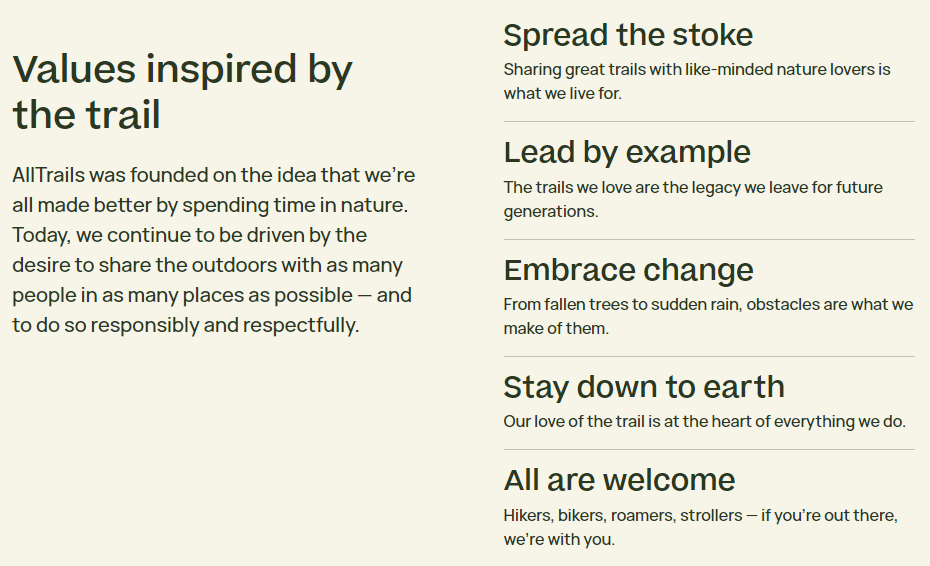 Values inspired by
the trail
AllTrails was founded on the idea that we’re
all made better by spending time in nature.
Today, we continue to be driven by the
desire to share the outdoors with as many
people in as many places as possible — and
to do so responsibly and respectfully.
Spread the stoke
Sharing great trails with like-minded nature lovers is
what we live for.
Lead by example
The trails we love are the legacy we leave for future
generations.
Embrace change
From fallen trees to sudden rain, obstacles are what we
make of them.
Stay down to earth
Our love of the trail is at the heart of everything we do.
All are welcome
Hikers, bikers, roamers, strollers — if you’re out there,
we’re with you.